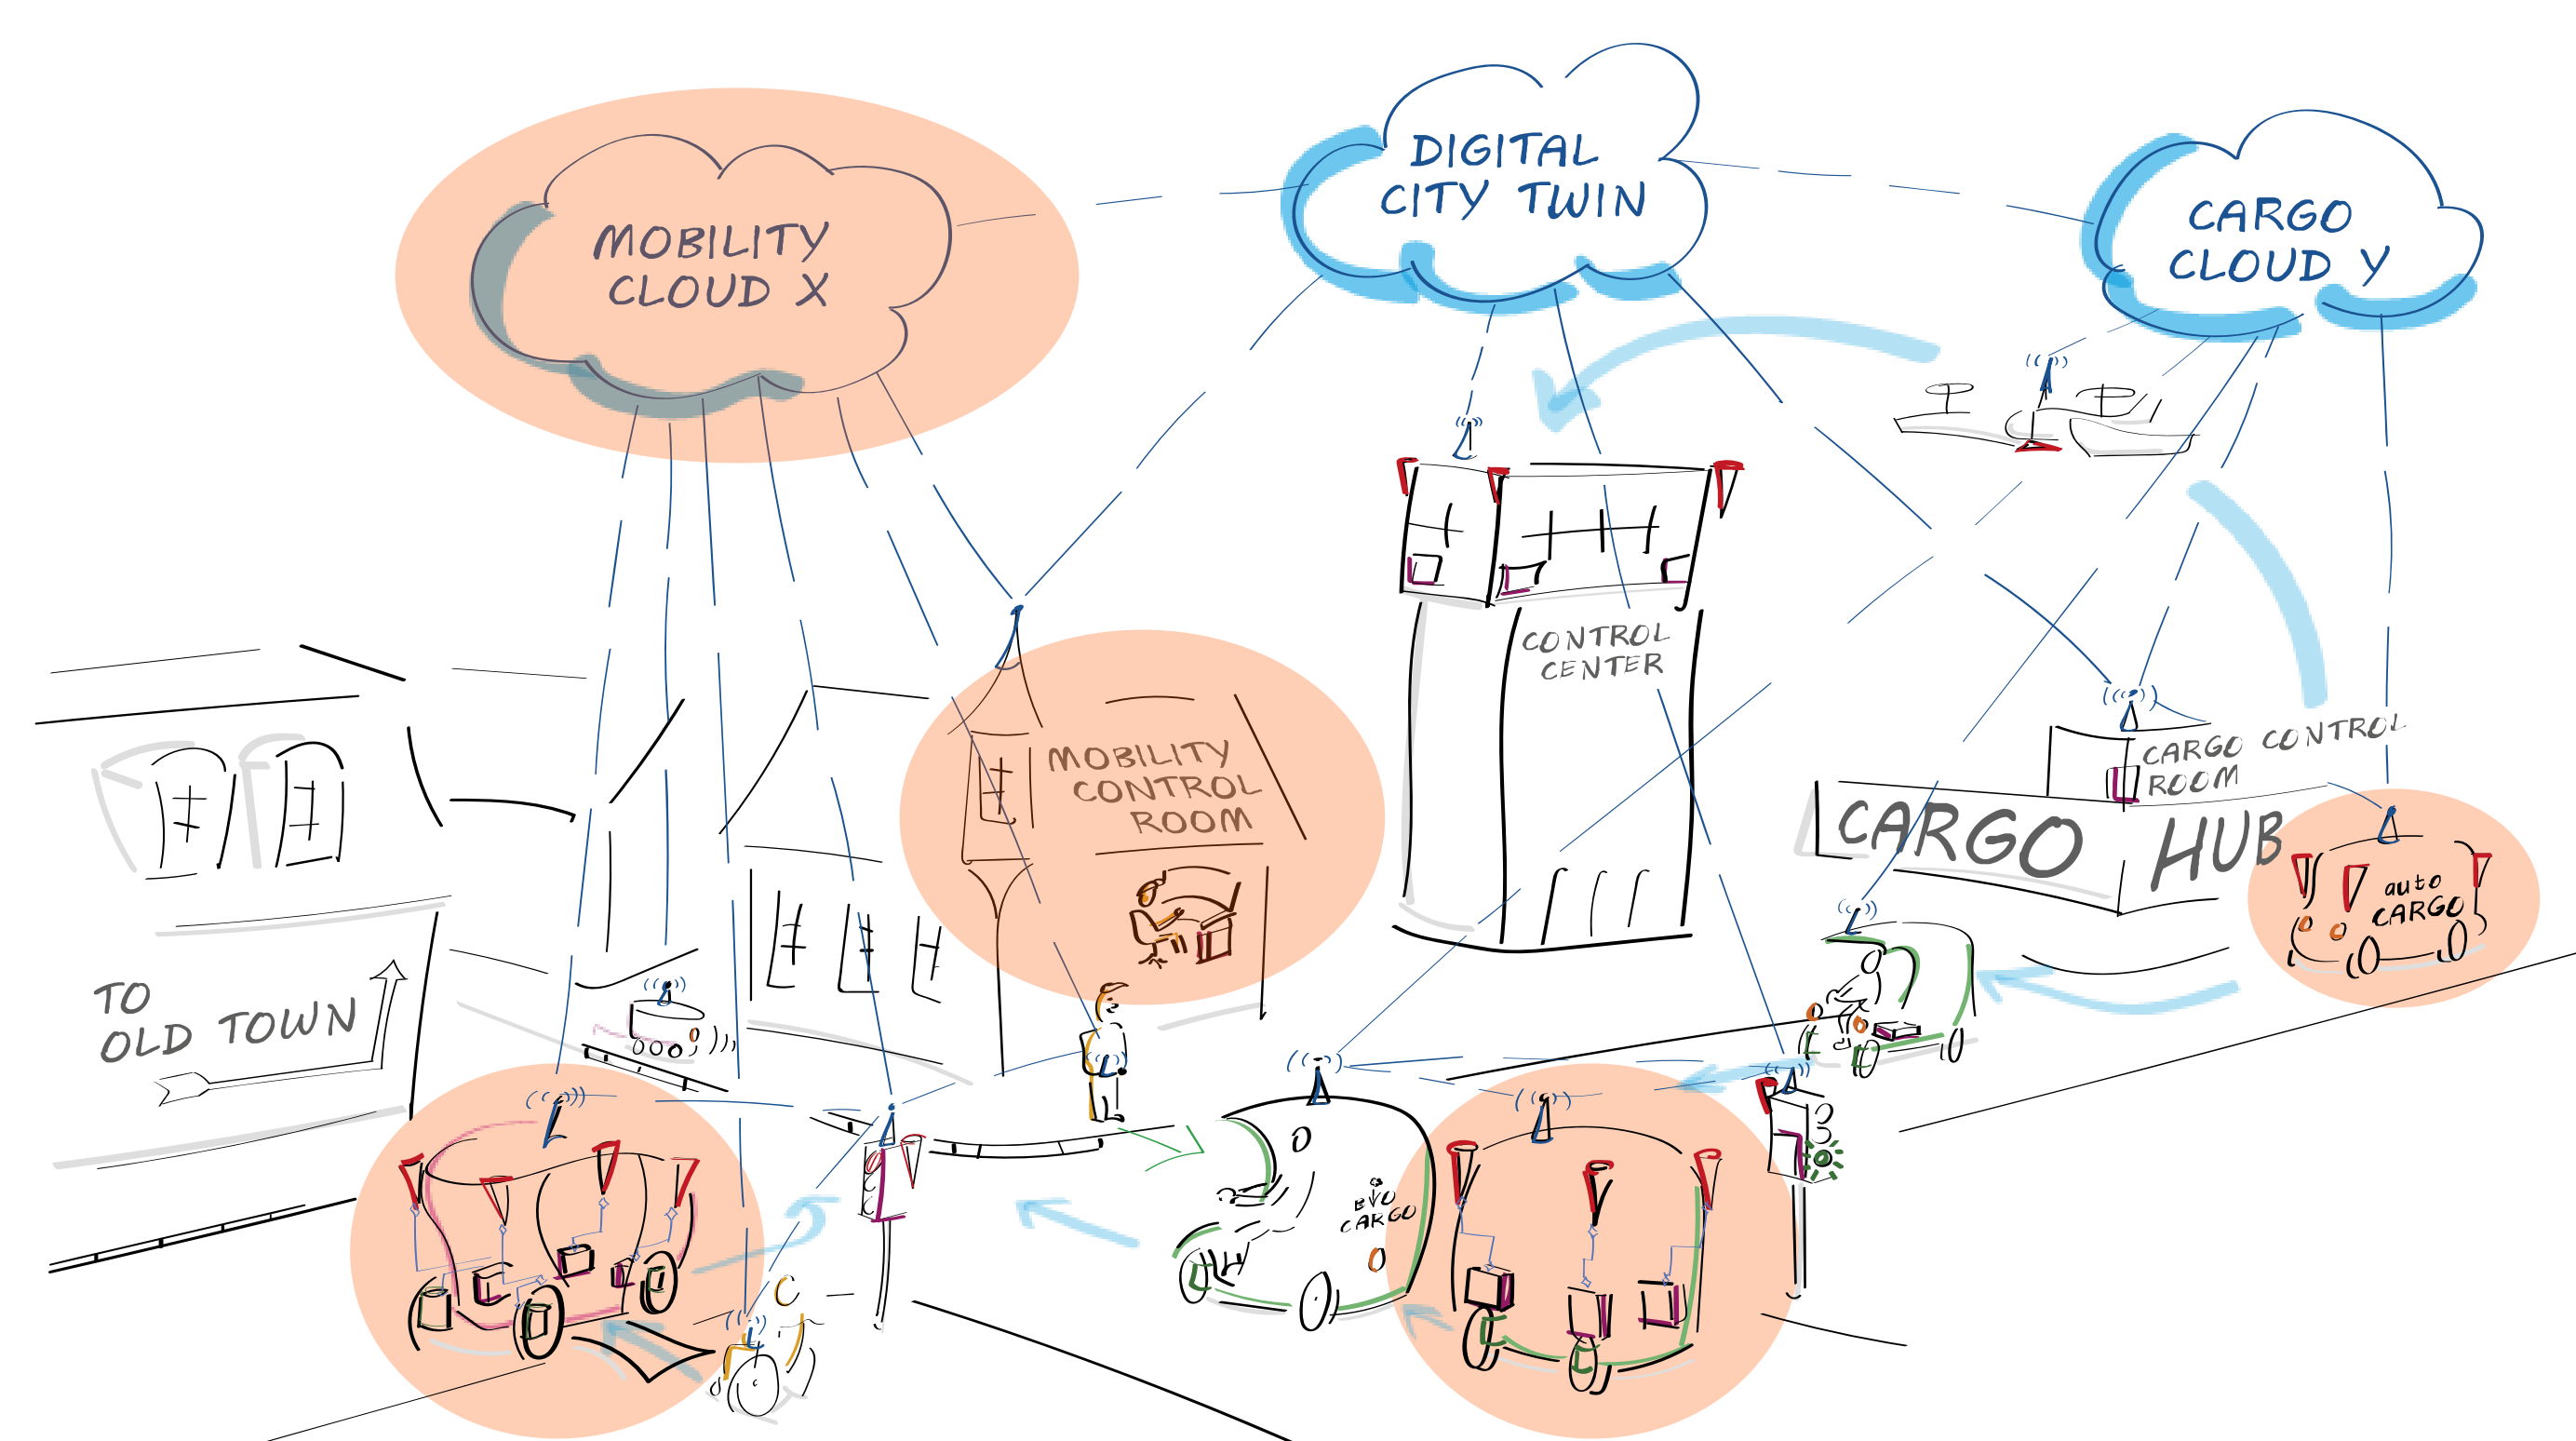 DIGITAL
CITY TWIN
MOBILITY
CLOUD X
CARGO
CLOUD Y
CONTROL
CENTER
MOBILITY
CONTROL
ROOM
CARGO CONTROL
ROOM
CARGO HUB
auto
CARGO
TO
OLD TOWN
BIO
CARGO